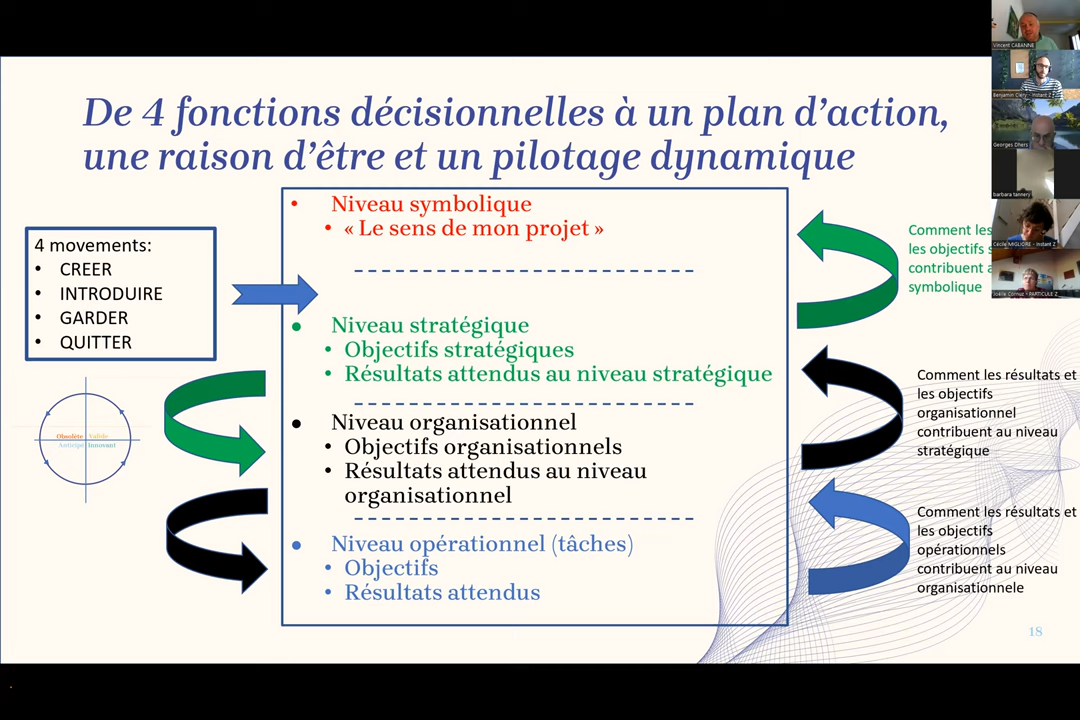 De 4 fonctions décisionnelles à un plan d’action,
une raison d’être et un pilotage dynamique
4 movements:
• CREER
• INTRODUIRE
• GARDER
• QUITTER
Obsolète Valide
Anticipé Innovant
• Niveau symbolique
• « Le sens de mon projet »
• Niveau stratégique
• Objectifs stratégiques
• Résultats attendus au niveau stratégique
• Niveau organisationnel
• Objectifs organisationnels
• Résultats attendus au niveau
organisationnel
• Niveau opérationnel (tâches)
• Objectifs
• Résultats attendus
Comment les
les objectifs s
contribuent a
symbolique
Comment les résultats et
les objectifs
organisationnel
contribuent au niveau
stratégique
Comment les résultats et
les objectifs
opérationnels
contribuent au niveau
organisationnele
18
Vincent CABANNE
Benjamin Cléry - Instant Z
Georges Dhers
barbara tannery
Cécile MIGLIORE - Instant Z
Joëlle Cornuz - PARTICULE Z